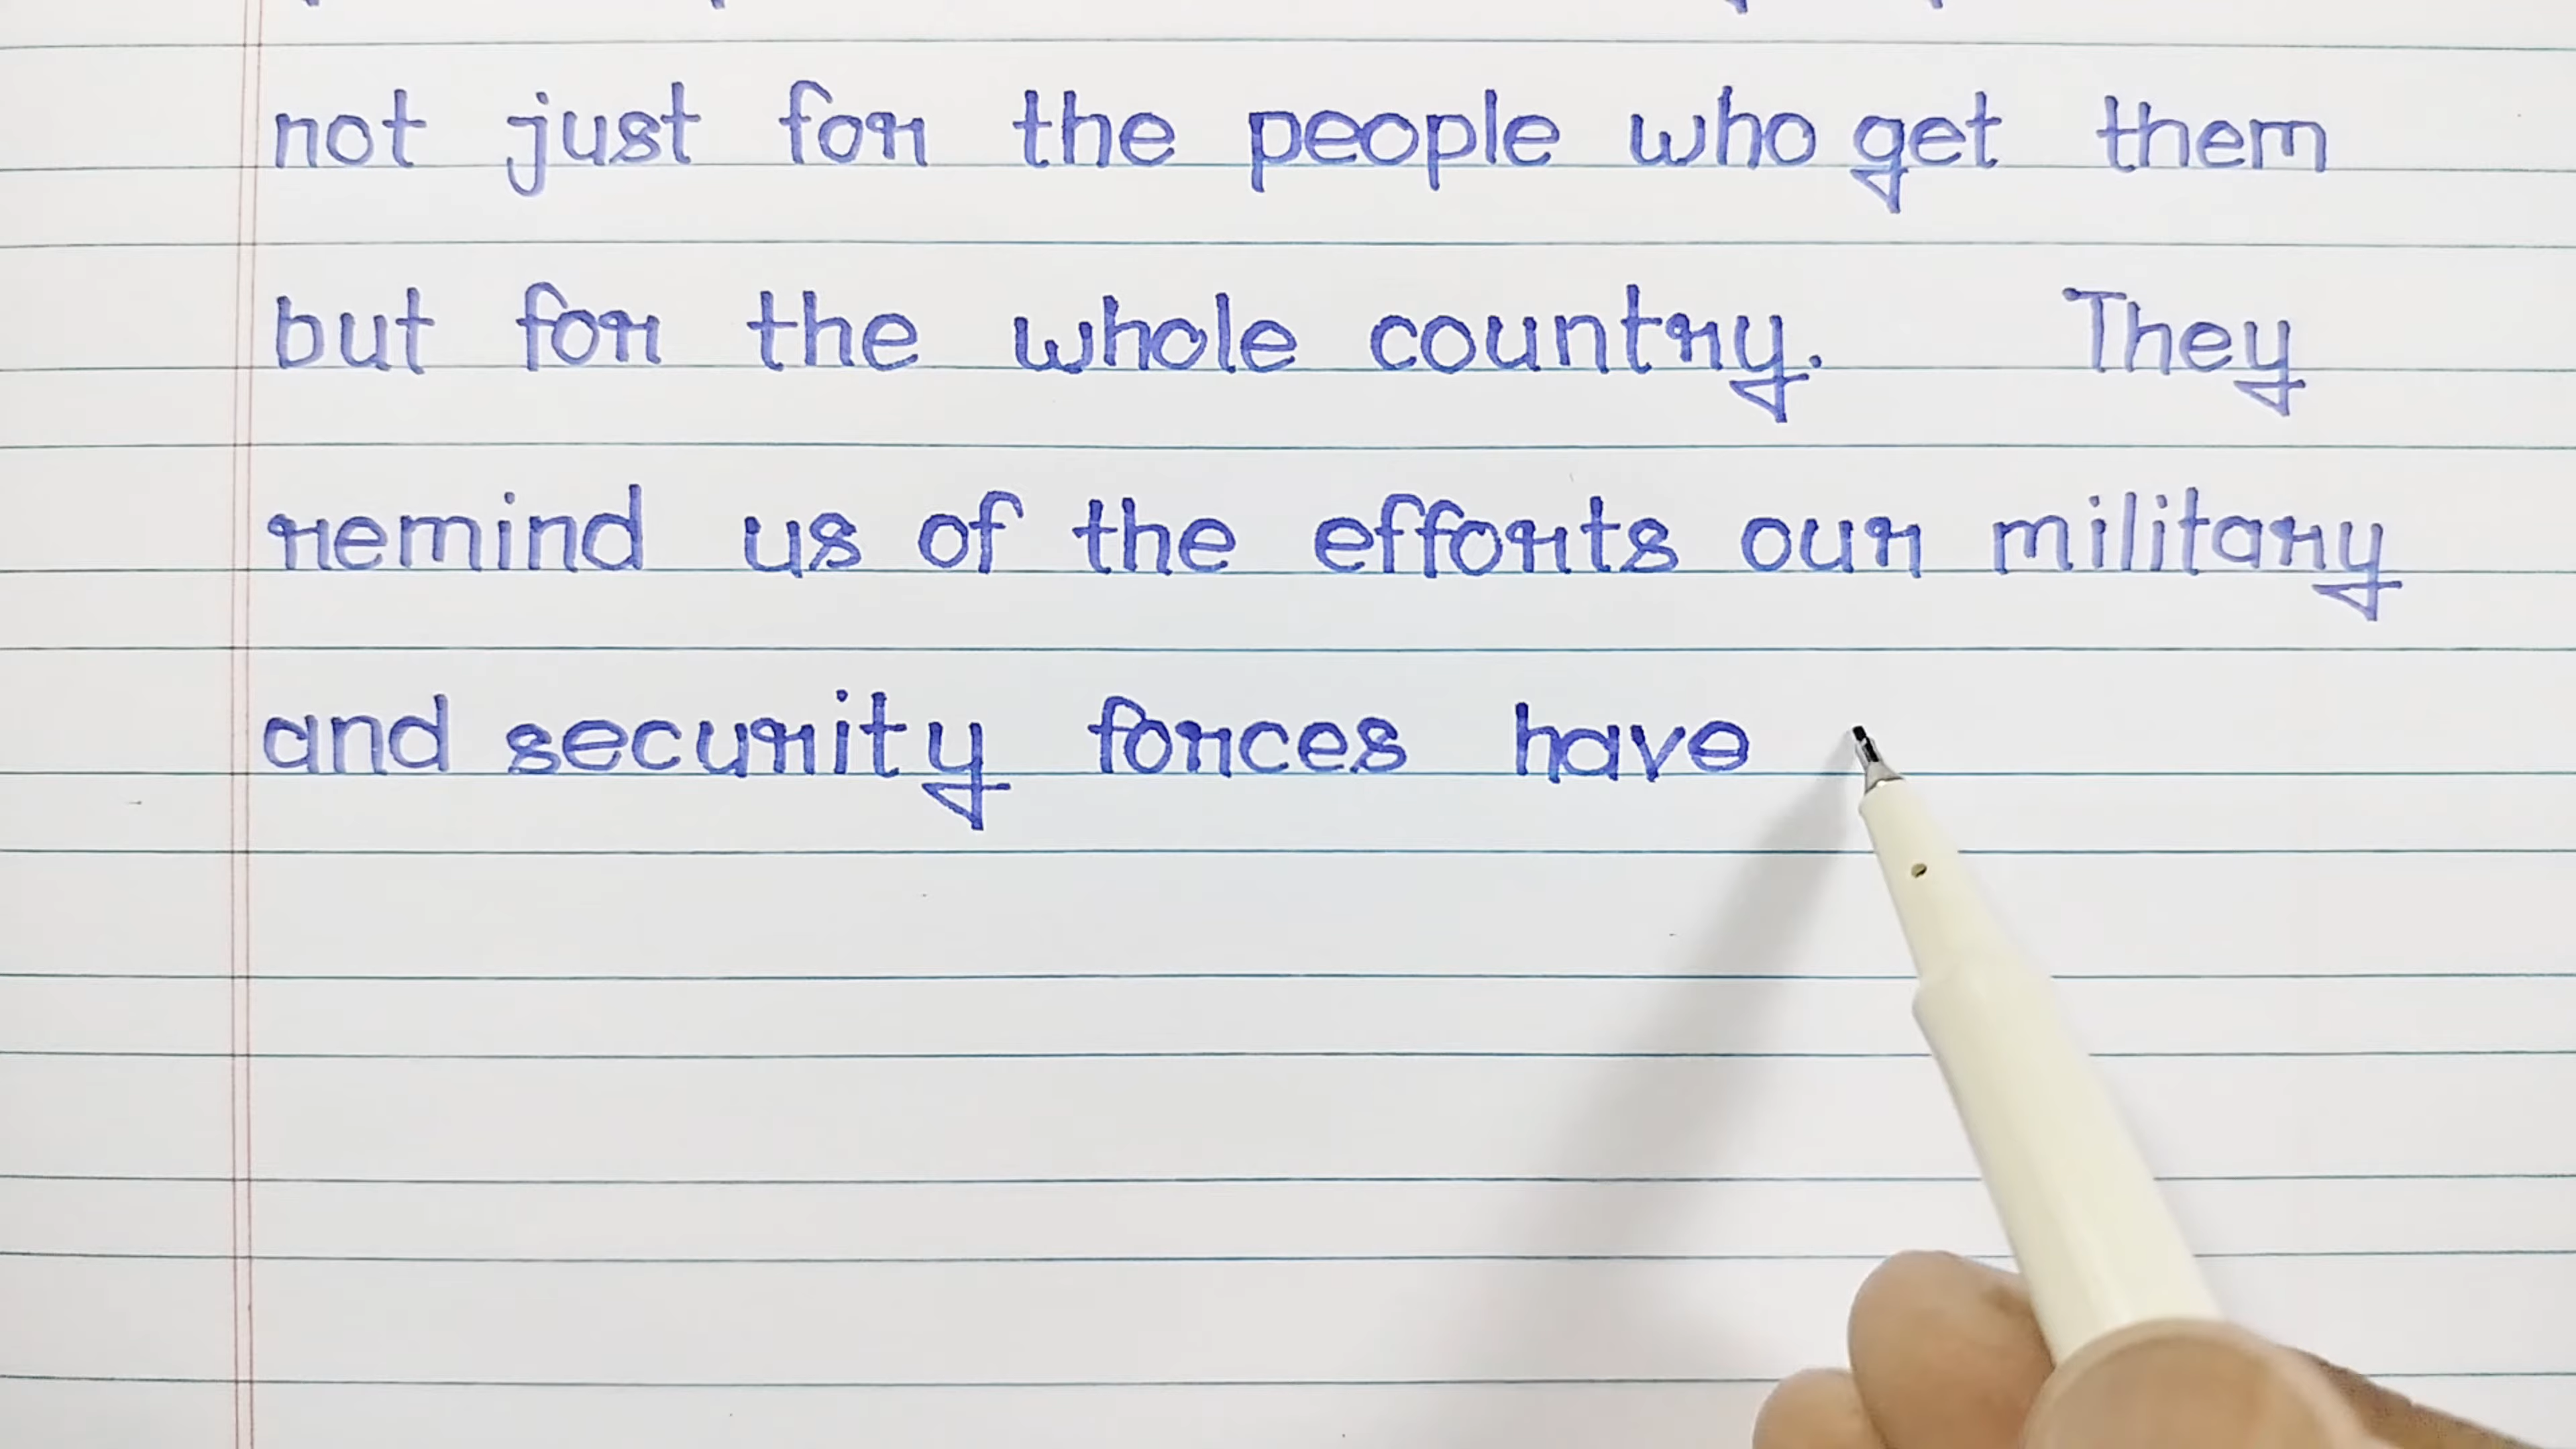 not just for the people who get them
but for the whole country. They
remind us of the efforts our military
and security forces have